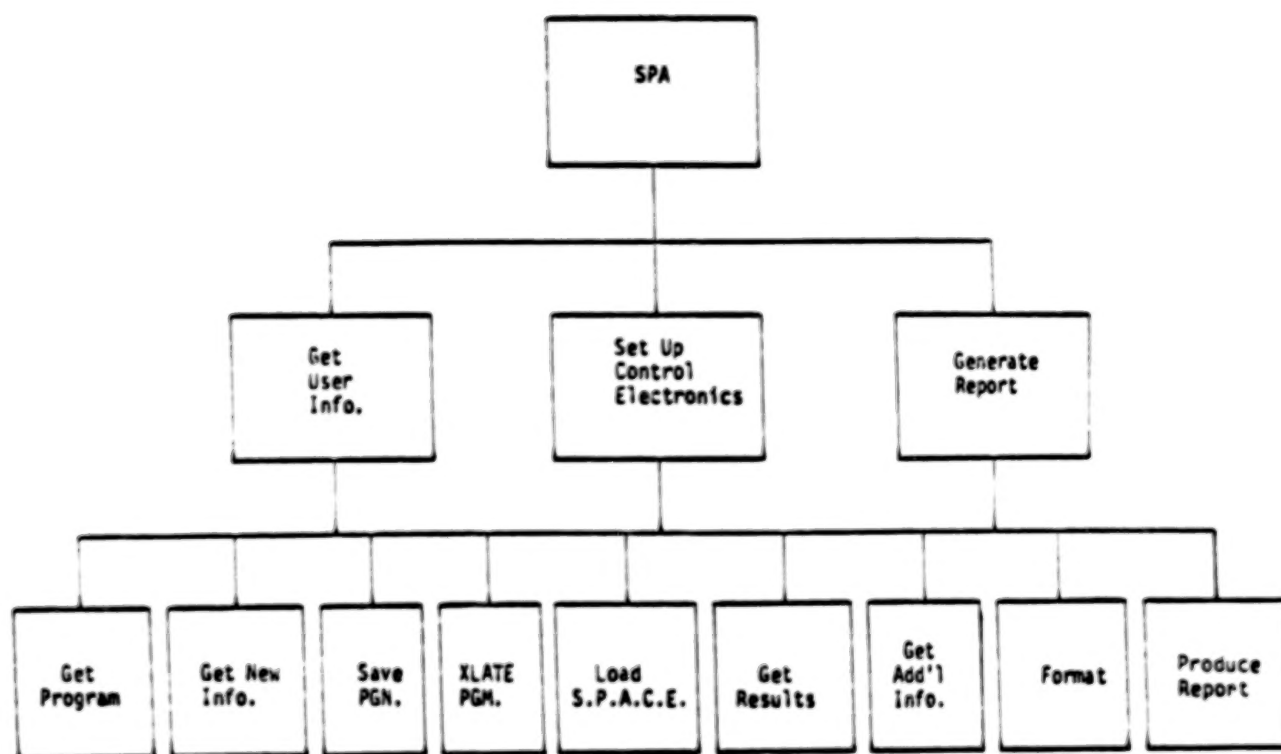 SPA
Get
User
Info.
Set Up
Control
Electronics
Generate
Report
Get
Program
Get New
Info.
Save
PGN.
XLATE
PGM.
Load
S.P.A.C.E.
Get
Results
Get
Add'l
Info.
Format
Produce
Report